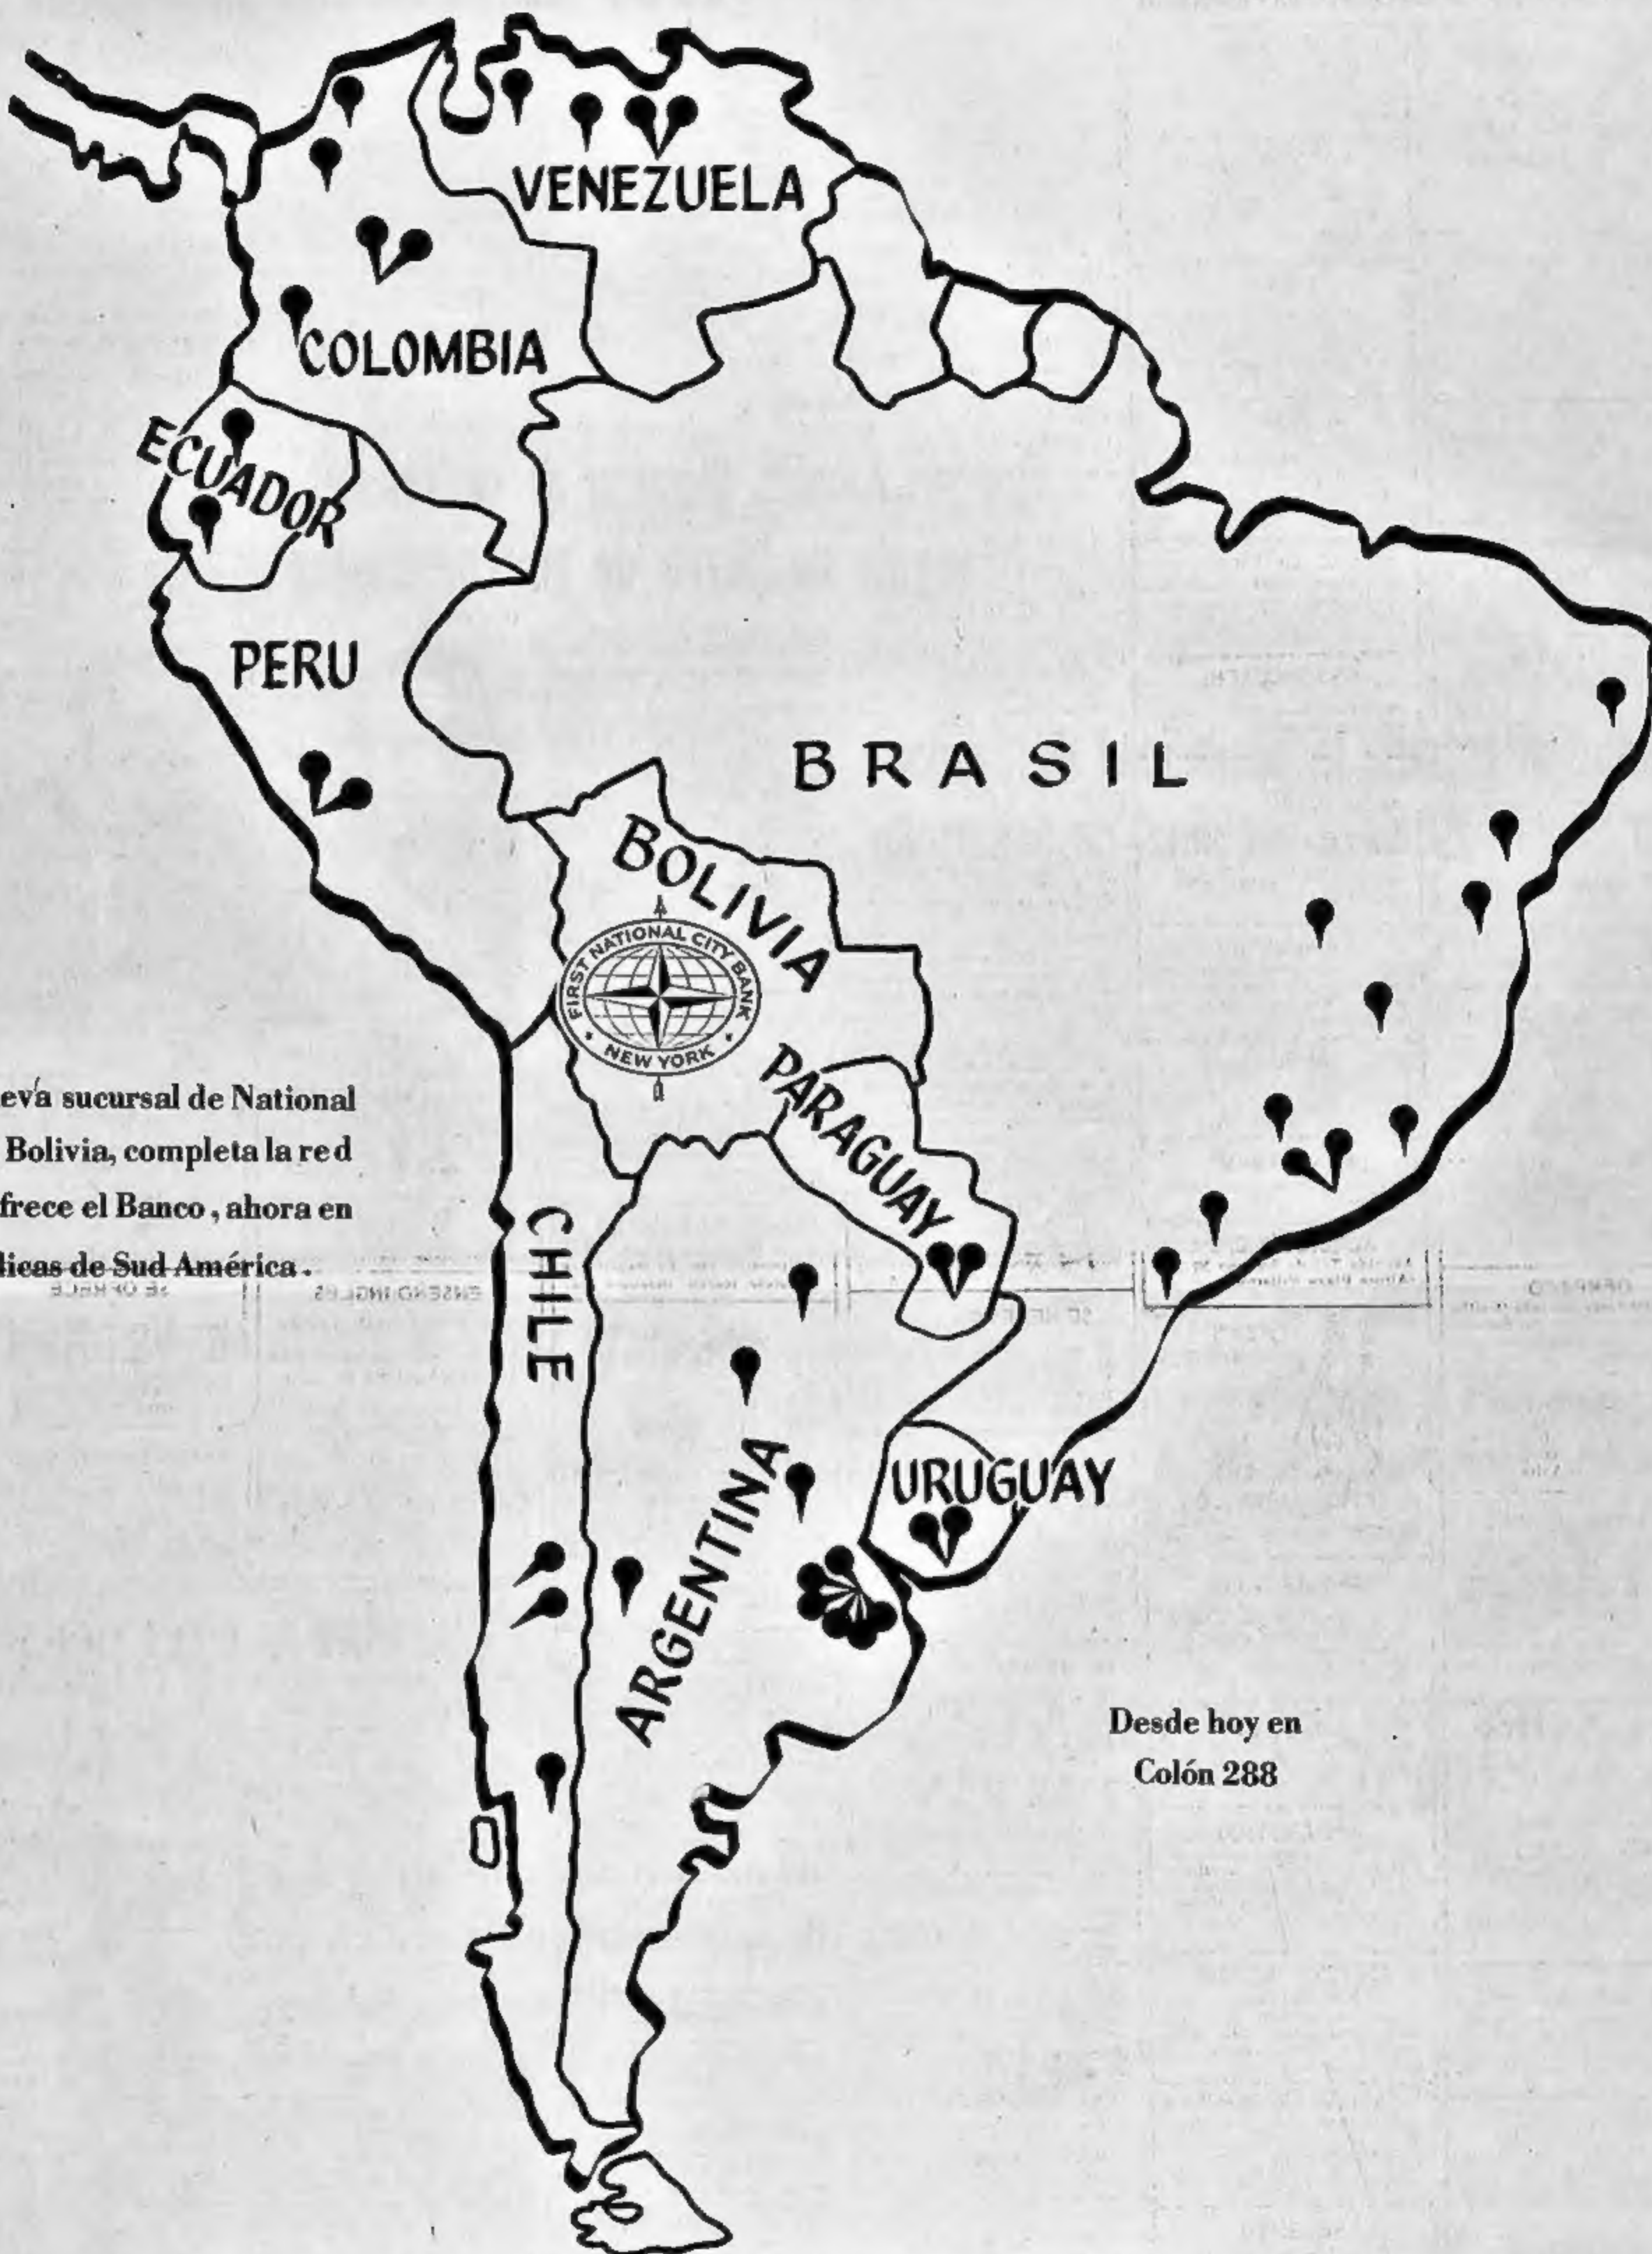 VENEZUELA
COLOMBIA
ECUADOR
PERU
BRASIL
BOLIVIA
FIRST NATIONAL CITY BANK
NEW YORK
PARAGUAY
eva sucursal de National
Bolivia, completa la red
frece el Banco, ahora en
licas de Sud América.
CHILE
ARGENTINA
URUGUAY
Desde hoy en
Colón 288